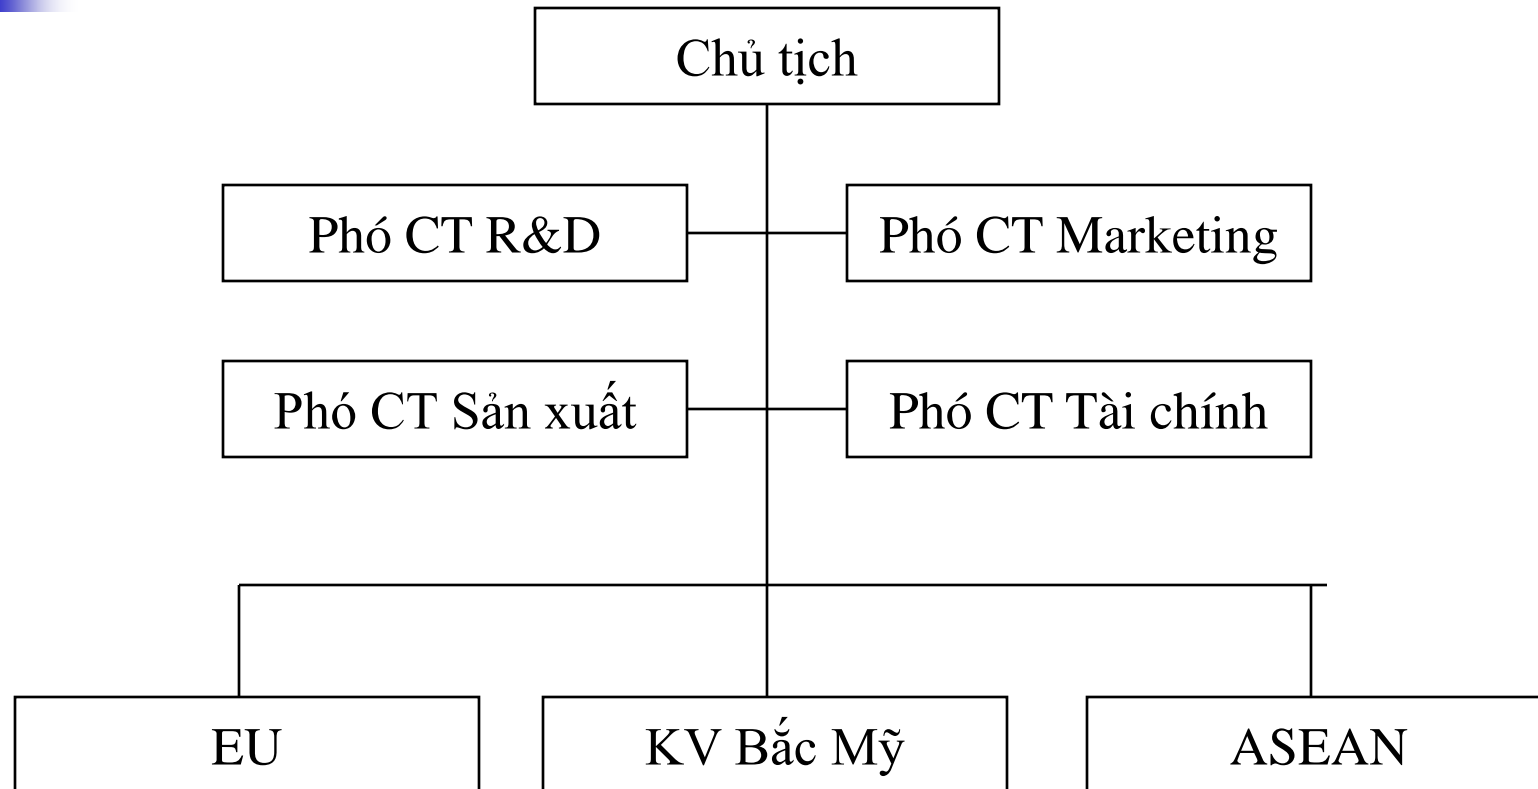 Chủ tịch
Phó CT R&D
Phó CT Marketing
Phó CT Sản xuất
Phó CT Tài chính
EU
KV Bắc Mỹ
ASEAN